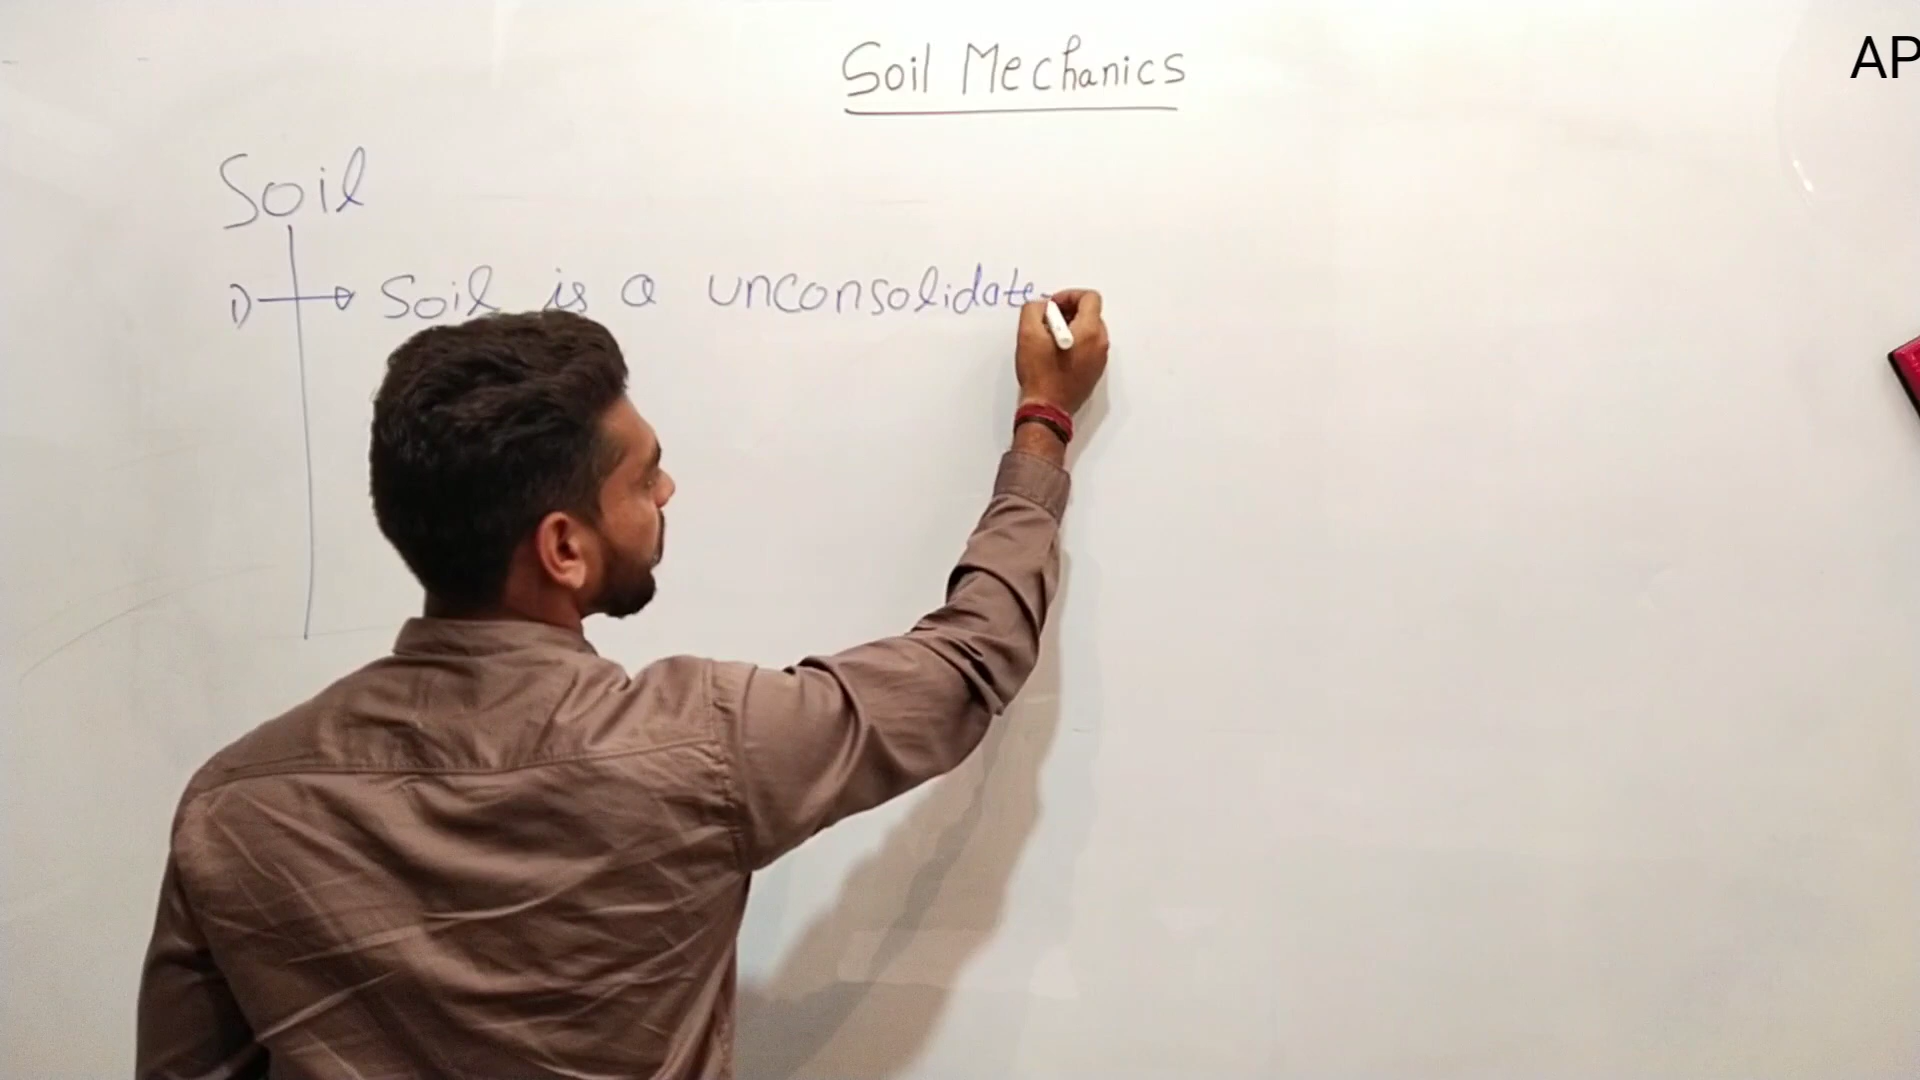 Soil Mechanics
AP
Soil
1) → Soil is a unconsolidate